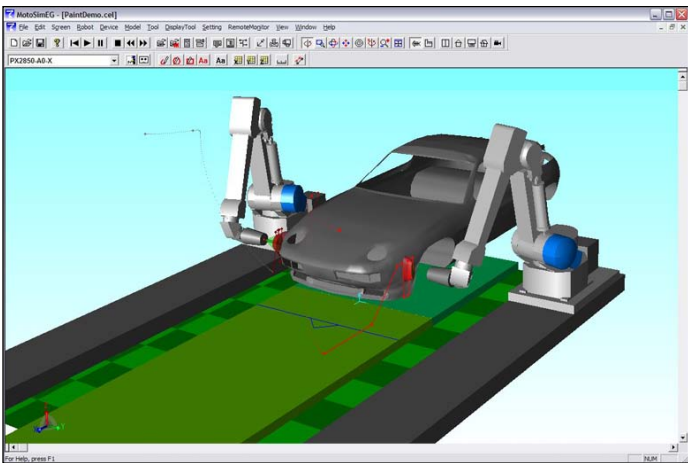 MotoSimEG - [PaintDemo.cel]
File Edit Screen Robot Device Model Tool DisplayTool Setting RemoteMonitor View Window Help
PX2850-A0-X
Aa Aa
For Help, press F1
NUM